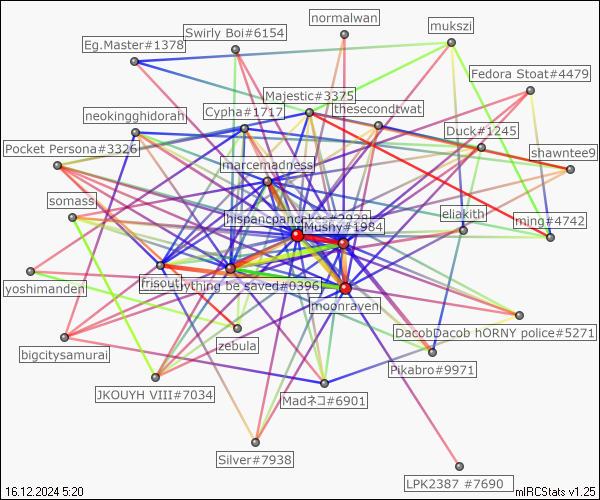 normalwan
Swirly Boi#6154
mukszi
Eg.Master#1378
Fedora Stoat#4479
Majestic#3375
thesecondtwat
neokingghidorah
Cypha#1717
Duck#1245
Pocket Persona#3326
shawntee9
marcemadness
somass
hispancpancakes#2928
eliakith
ming#4742
Mushy#1984
yoshimanden
frisouti
ything be saved#0396
moonraven
DacobDacob hORNY police#5271
zebula
bigcitysamurai
Pikabro#9971
JKOUYH VIII#7034
Madネコ#6901
Silver#7938
LPK2387 #7690
16.12.2024 5:20
mIRCStats v1.25